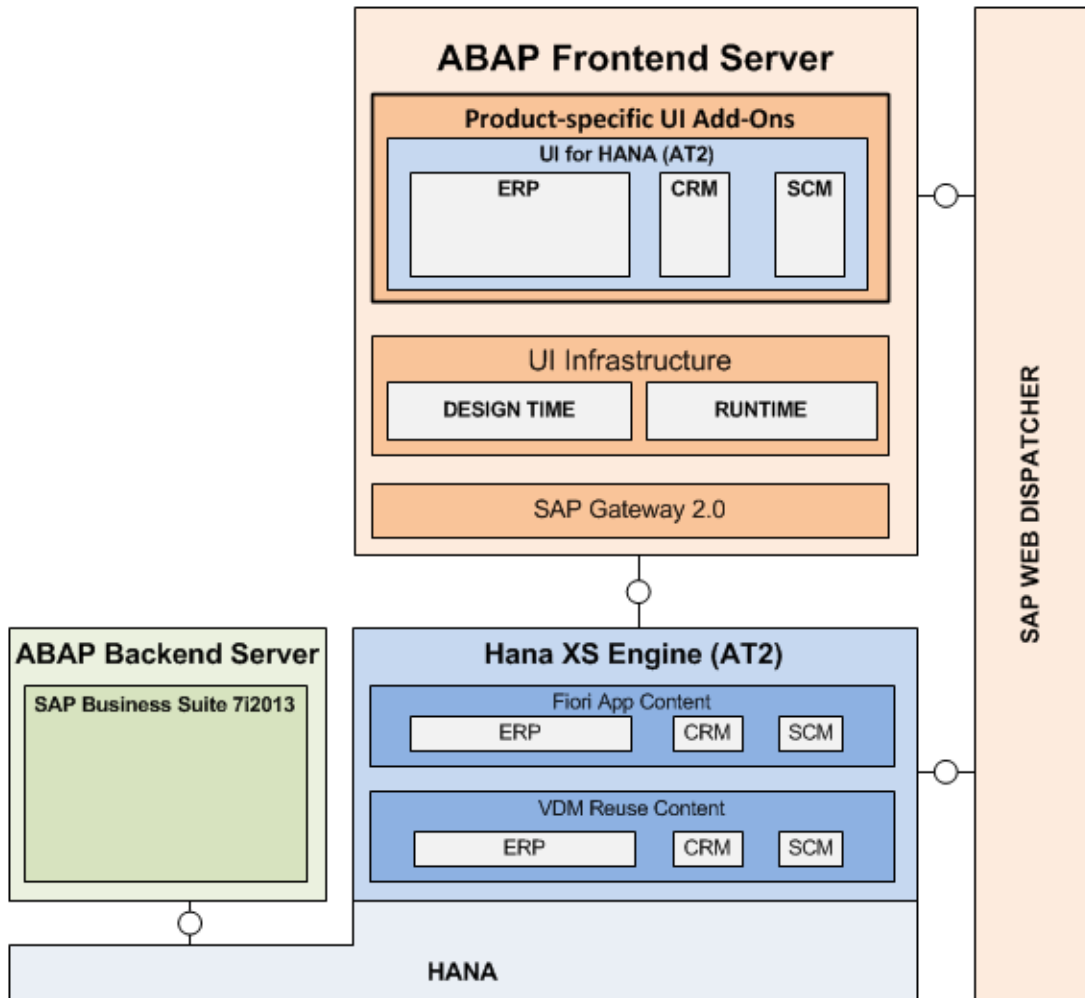 ABAP Frontend Server
Product-specific UI Add-Ons
UI for HANA (AT2)
ERP
CRM
SCM
UI Infrastructure
DESIGN TIME
RUNTIME
SAP Gateway 2.0
SAP WEB DISPATCHER
ABAP Backend Server
SAP Business Suite 7i2013
Hana XS Engine (AT2)
Fiori App Content
ERP
CRM
SCM
VDM Reuse Content
ERP
CRM
SCM
HANA